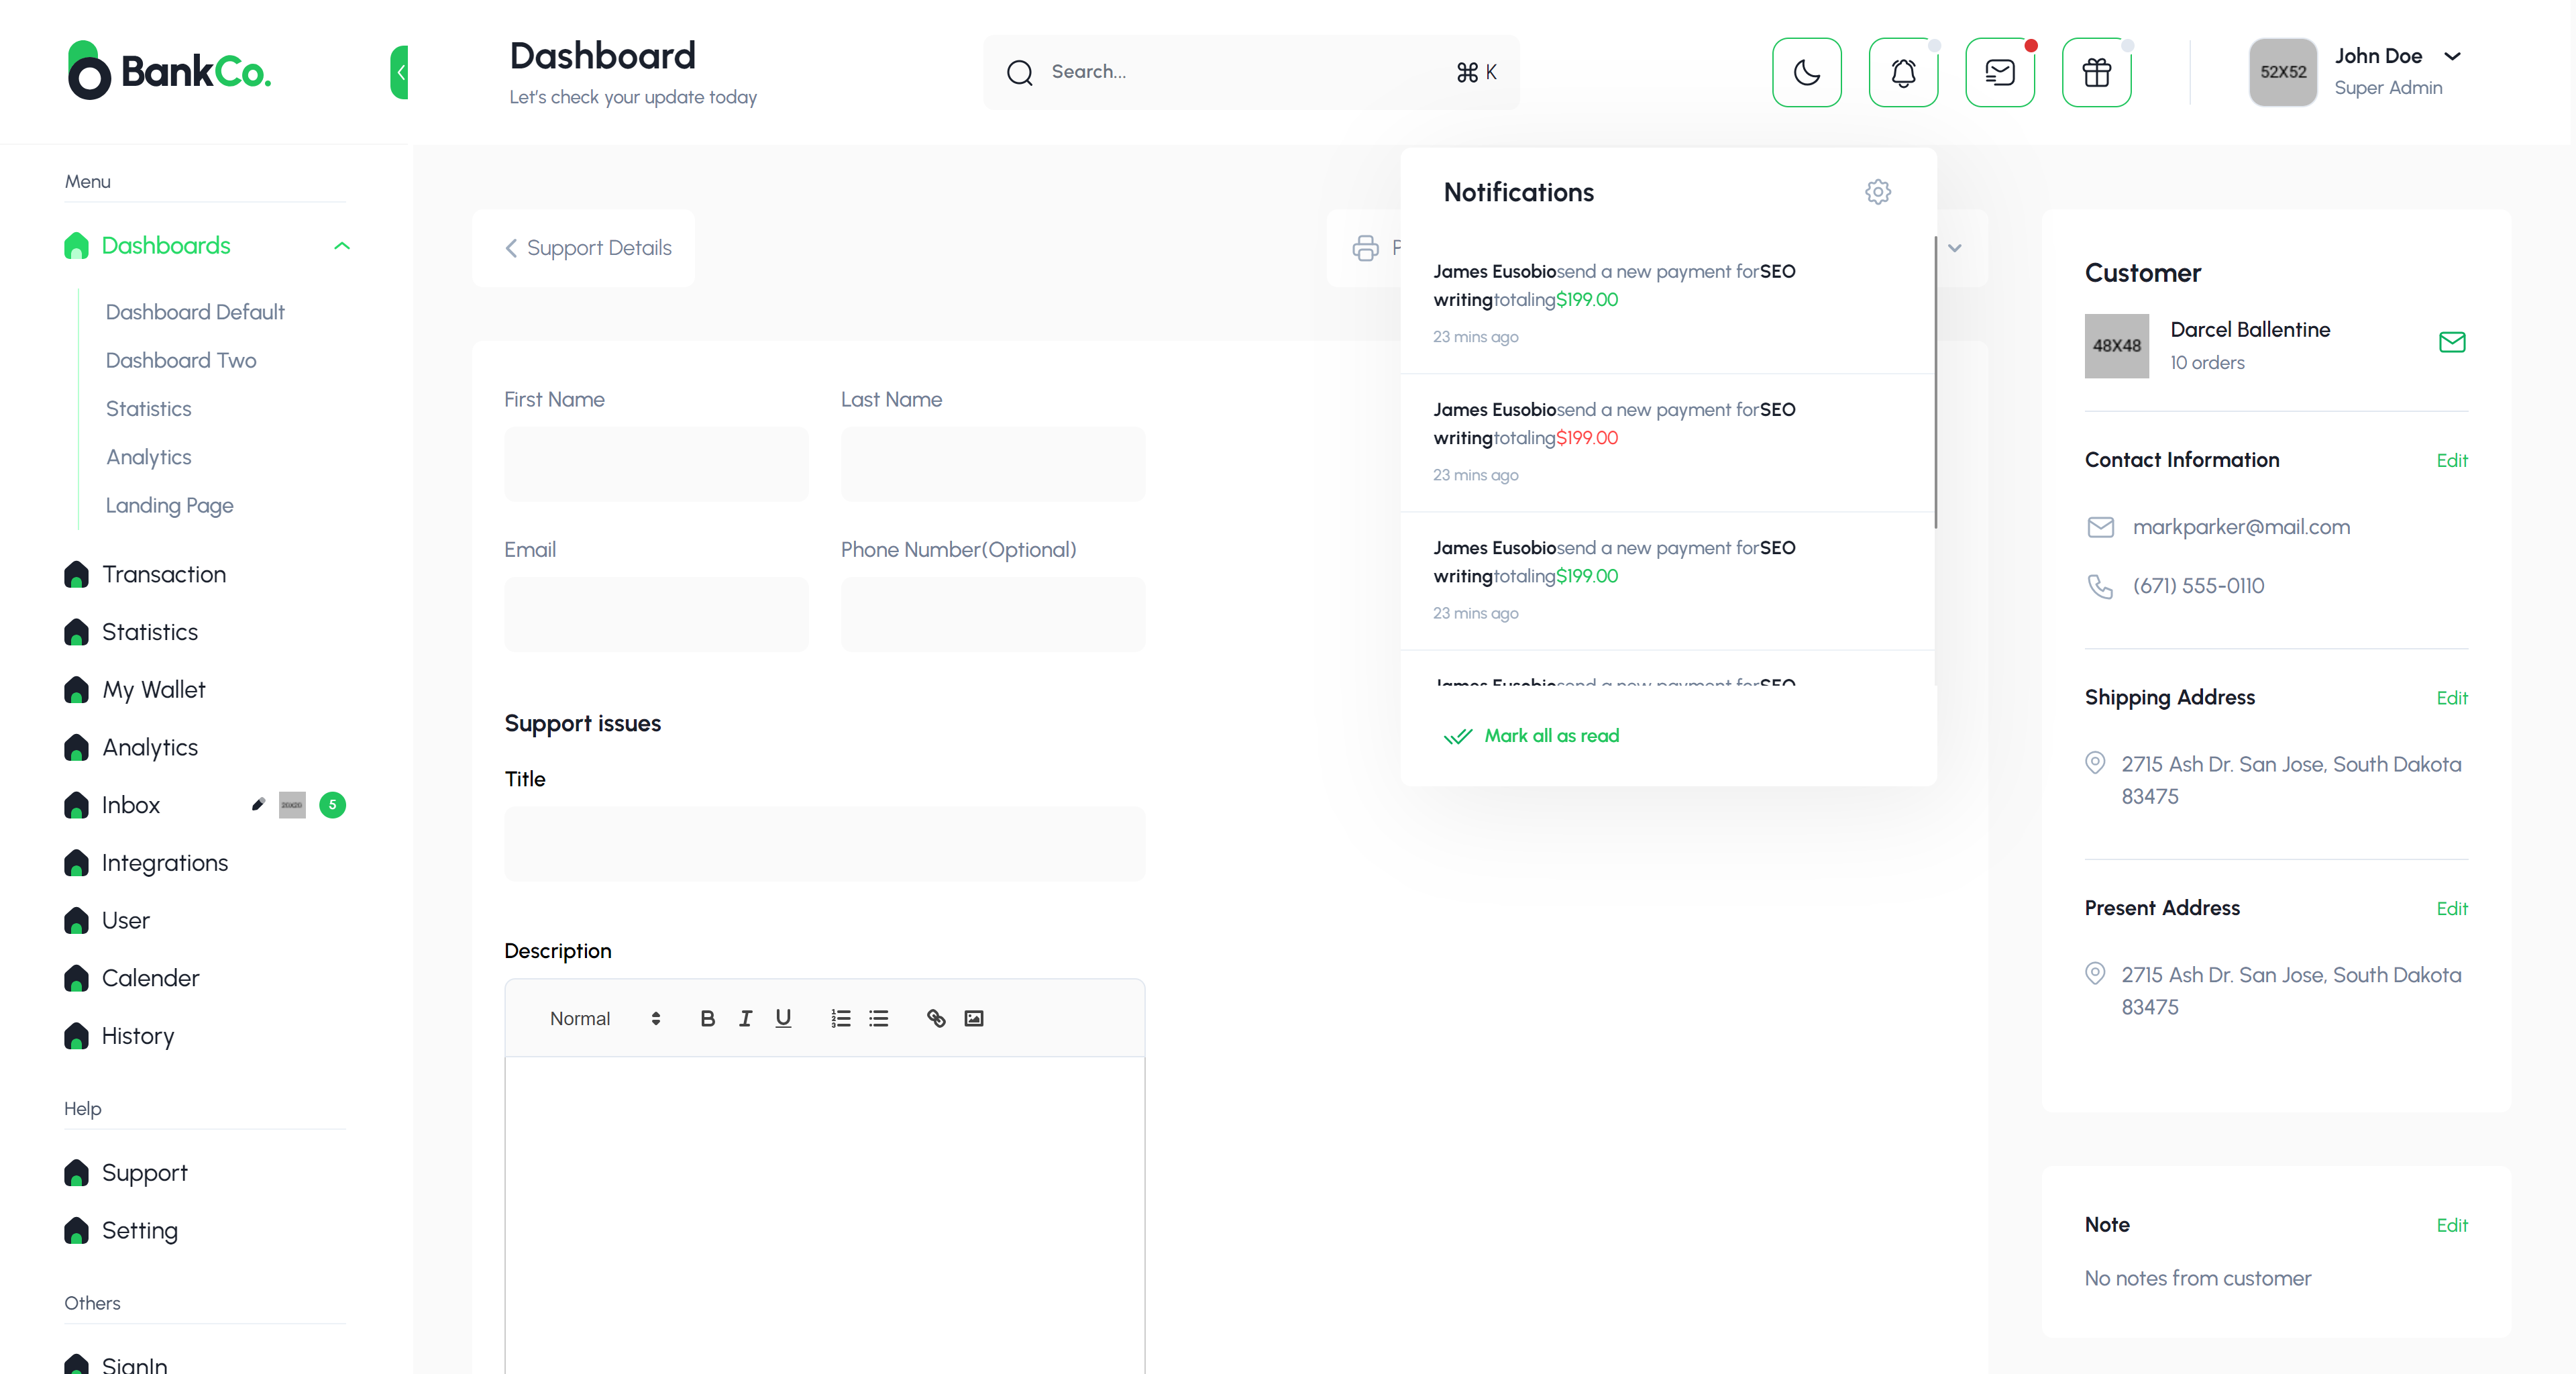 BankCo.
Dashboard
Let's check your update today
Search...
⌘ K
52X52
John Doe
Super Admin
Menu
Dashboards
Dashboard Default
Dashboard Two
Statistics
Analytics
Landing Page
Transaction
Statistics
My Wallet
Analytics
Inbox
5
Integrations
User
Calender
History
Help
Support
Setting
Others
SignIn
Support Details
First Name
Last Name
Email
Phone Number(Optional)
Support issues
Title
Description
Normal
Notifications
James Eusobiosend a new payment forSEO
writingtotaling$199.00
23 mins ago
James Eusobiosend a new payment forSEO
writingtotaling$199.00
23 mins ago
James Eusobiosend a new payment forSEO
writingtotaling$199.00
23 mins ago
James Eusobiosend a new payment forSEO
Mark all as read
Customer
48X48
Darcel Ballentine
10 orders
Contact Information
Edit
markparker@mail.com
(671) 555-0110
Shipping Address
Edit
2715 Ash Dr. San Jose, South Dakota
83475
Present Address
Edit
2715 Ash Dr. San Jose, South Dakota
83475
Note
Edit
No notes from customer